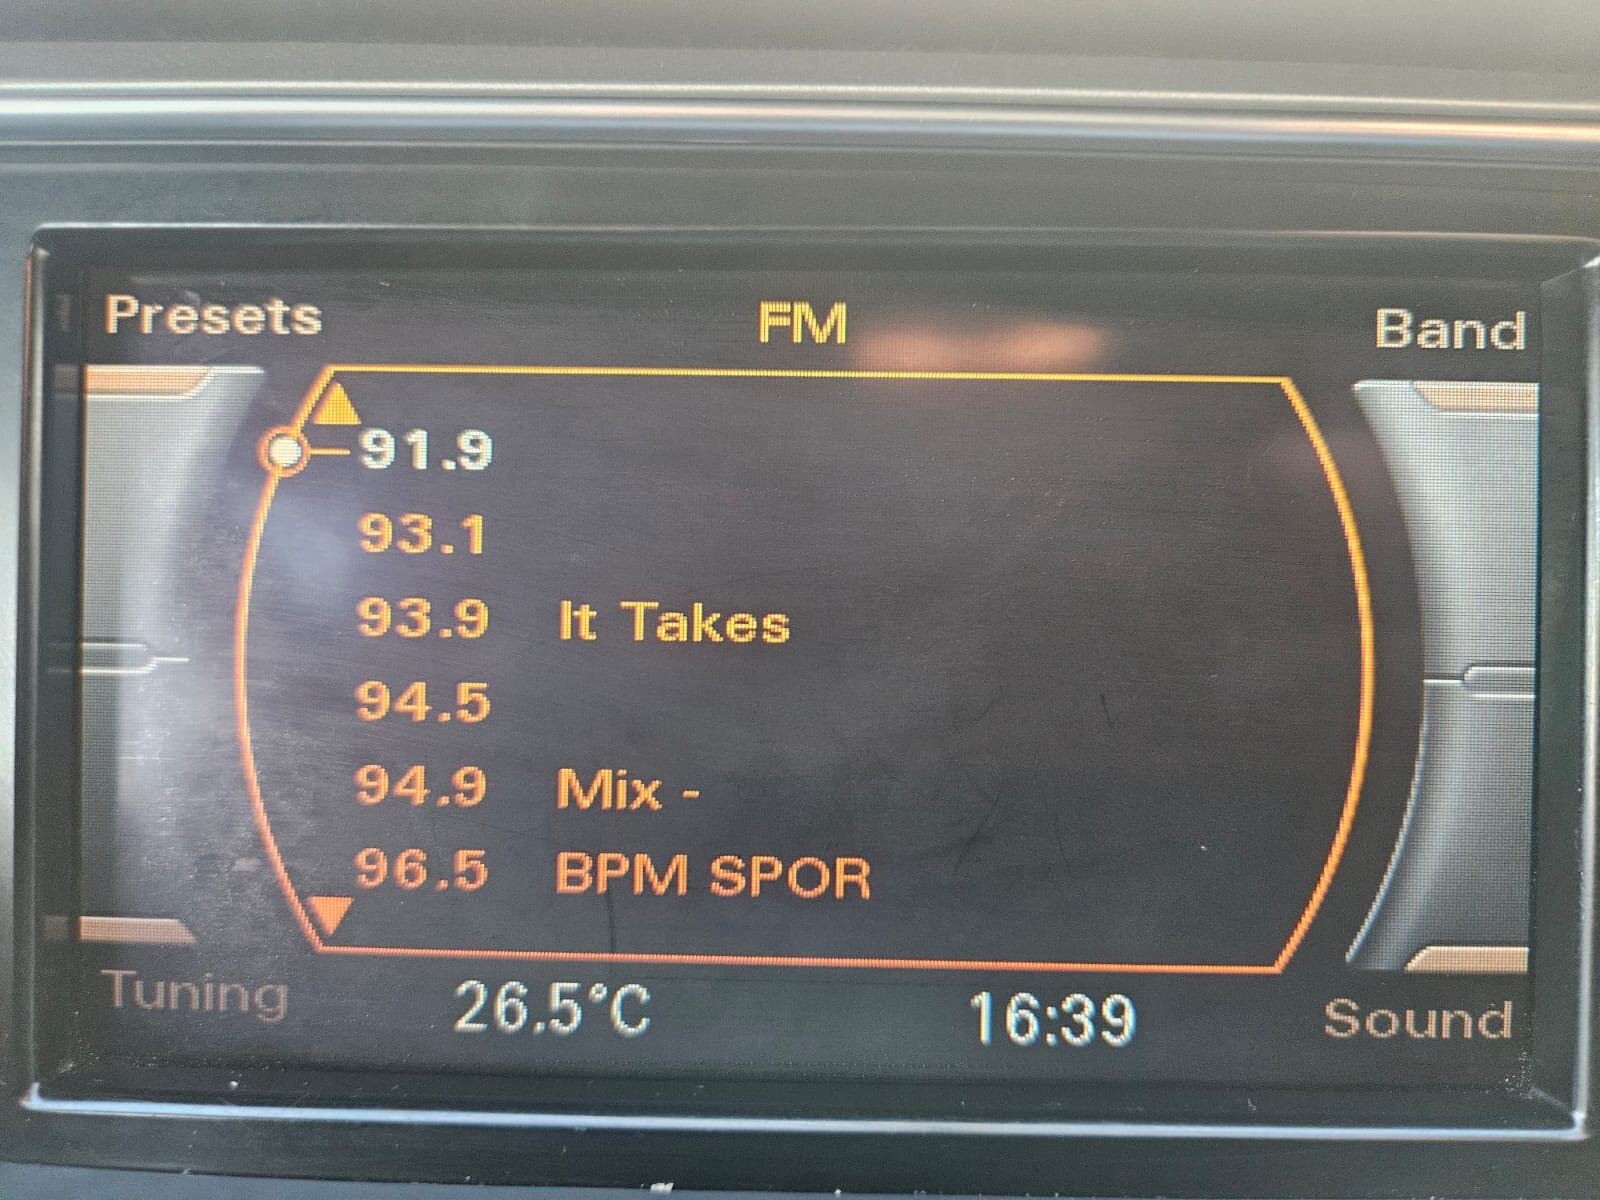 Presets FM Band
91.9
93.1
93.9 It Takes
94.5
94.9 Mix -
96.5 BPM SPOR
Tuning 26.5°C 16:39 Sound